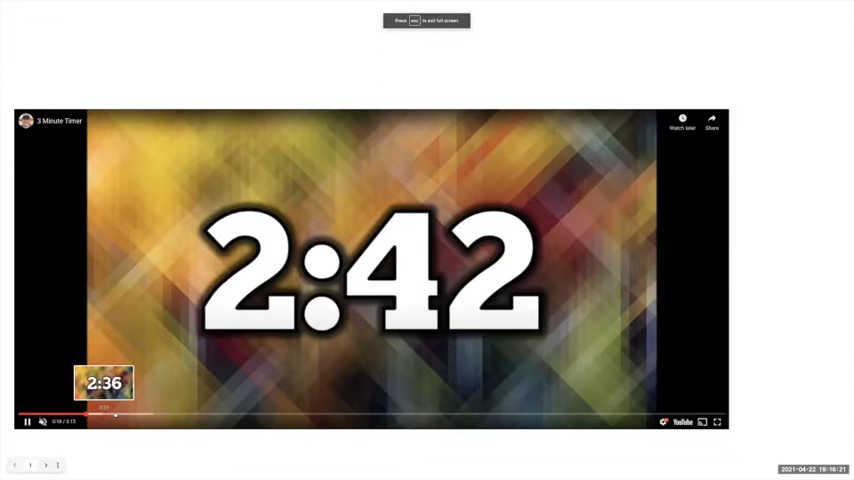 Press esc to exit full screen
3 Minute Timer
Watch later
Share
2:42
2:36
0:18 / 3:15
YouTube
1
2021-04-22 19:16:21